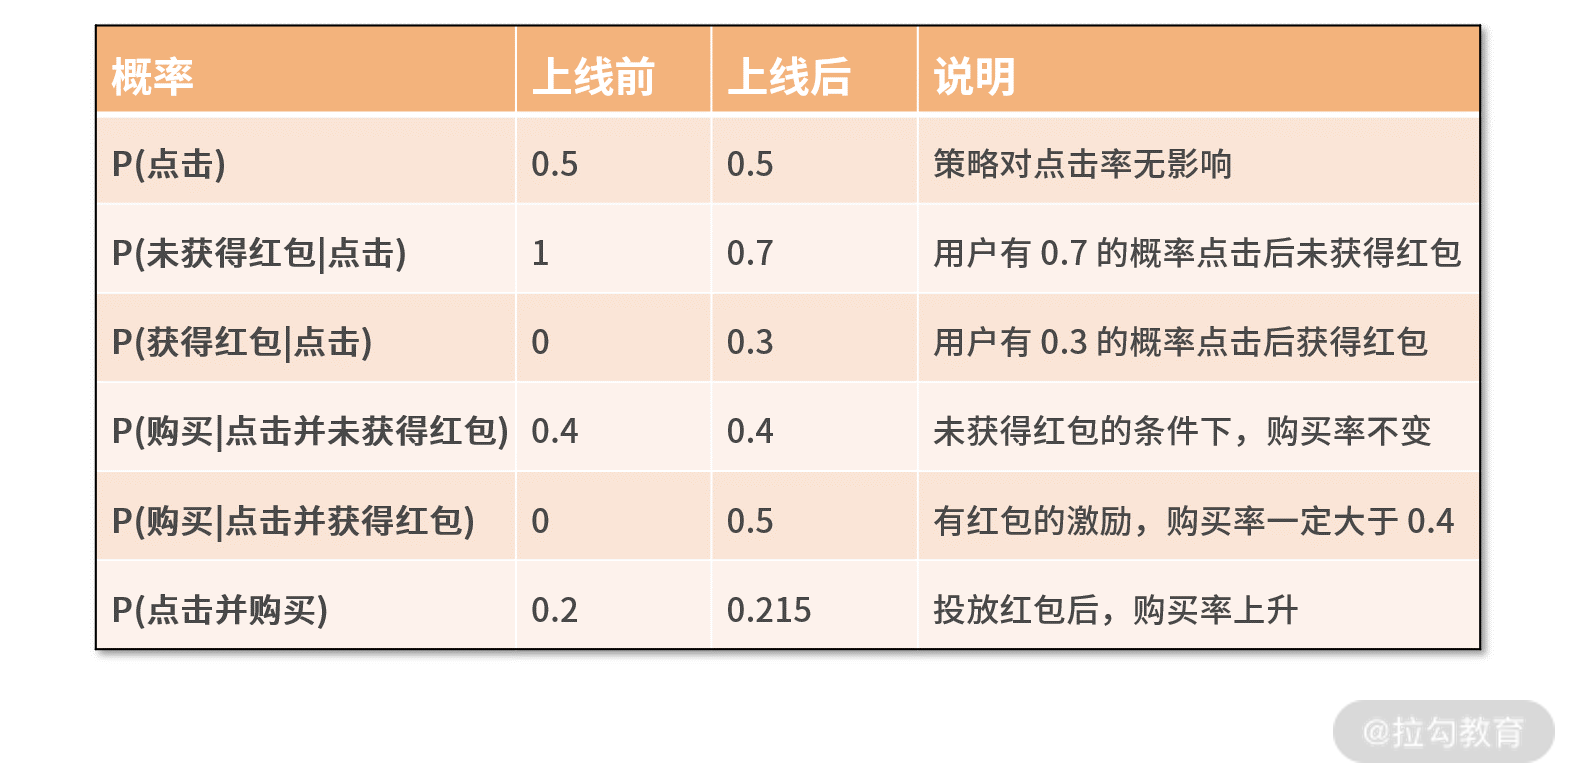 概率 上线前 上线后 说明
P(点击) 0.5 0.5 策略对点击率无影响
P(未获得红包|点击) 1 0.7 用户有 0.7 的概率点击后未获得红包
P(获得红包|点击) 0 0.3 用户有 0.3 的概率点击后获得红包
P(购买|点击并未获得红包) 0.4 0.4 未获得红包的条件下，购买率不变
P(购买|点击并获得红包) 0 0.5 有红包的激励，购买率一定大于 0.4
P(点击并购买) 0.2 0.215 投放红包后，购买率上升
@拉勾教育